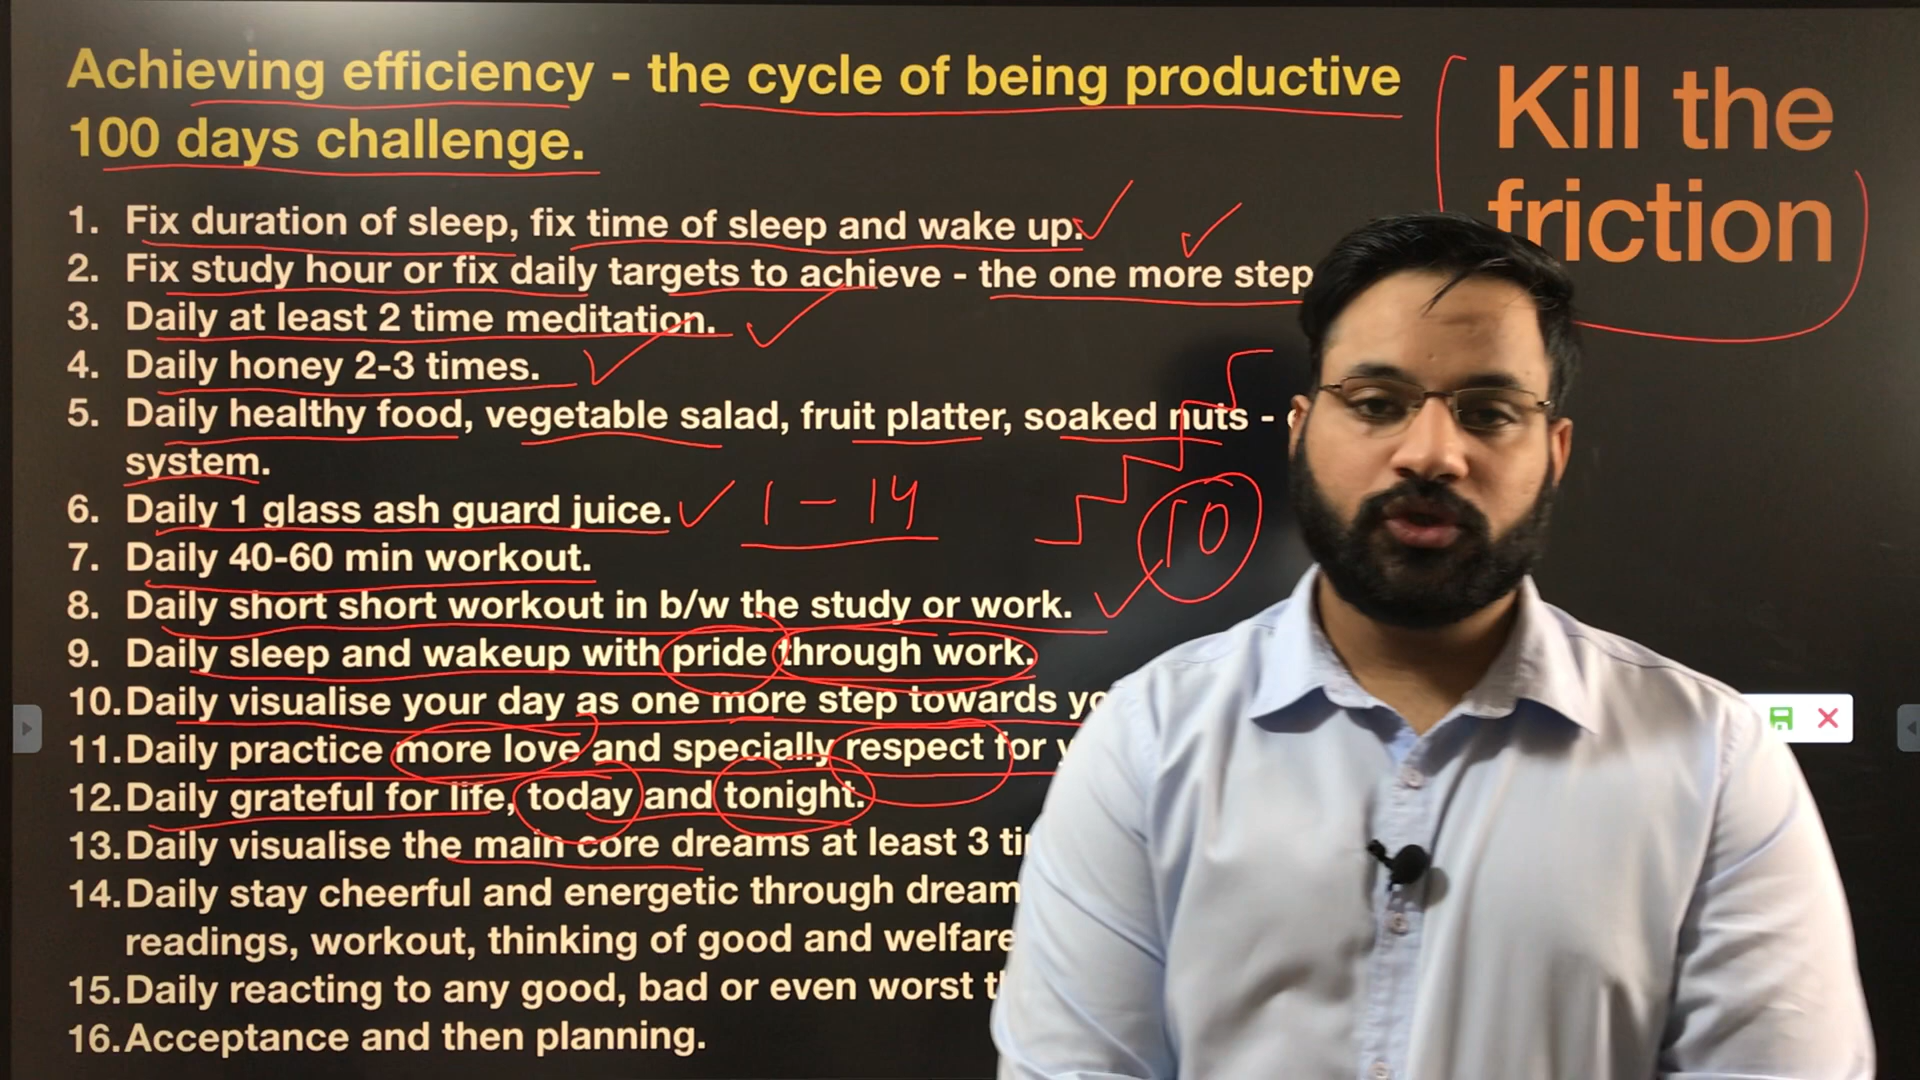 Achieving efficiency - the cycle of being productive
100 days challenge.
Kill the
friction
1. Fix duration of sleep, fix time of sleep and wake up.
2. Fix study hour or fix daily targets to achieve - the one more step
3. Daily at least 2 time meditation.
4. Daily honey 2-3 times.
5. Daily healthy food, vegetable salad, fruit platter, soaked nuts -
system.
6. Daily 1 glass ash guard juice. 1 - 14
10
7. Daily 40-60 min workout.
8. Daily short short workout in b/w the study or work.
9. Daily sleep and wakeup with pride through work.
10. Daily visualise your day as one more step towards
11. Daily practice more love and specially respect for
12. Daily grateful for life, today and tonight.
13. Daily visualise the main core dreams at least 3
14. Daily stay cheerful and energetic through dream
readings, workout, thinking of good and welfare
15. Daily reacting to any good, bad or even worst
16. Acceptance and then planning.